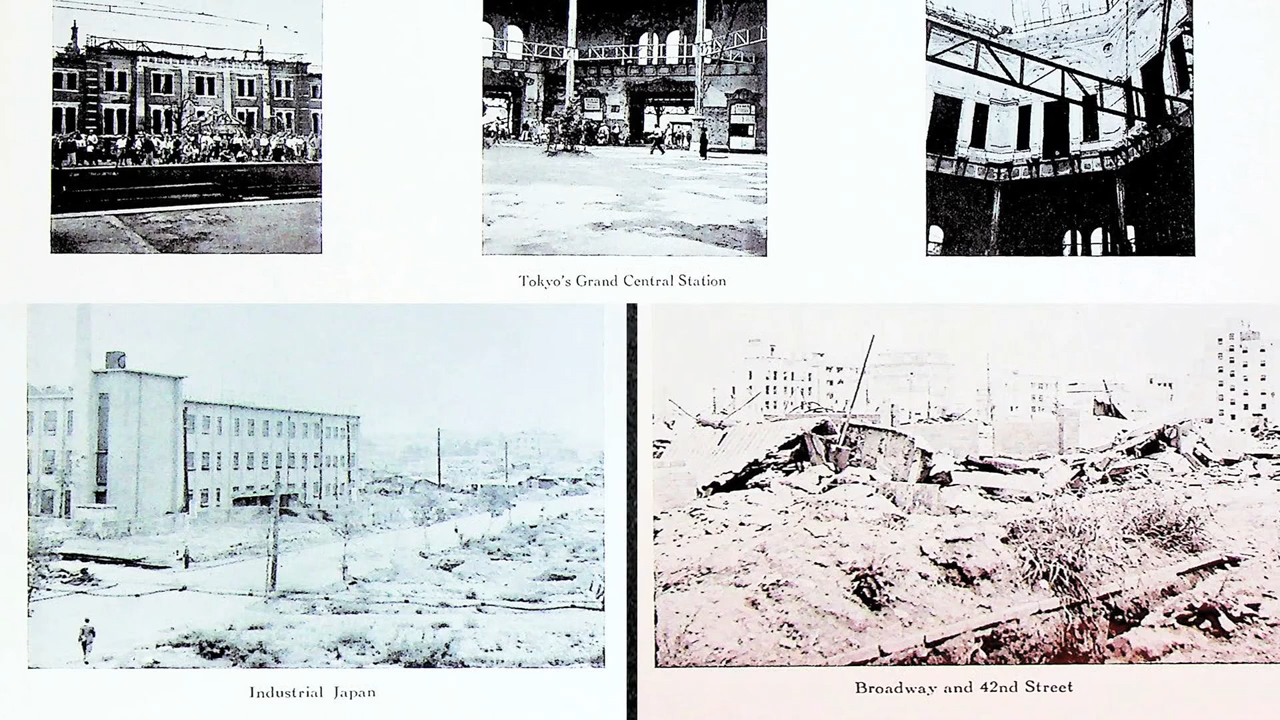 Tokyo's Grand Central Station
Industrial Japan
Broadway and 42nd Street